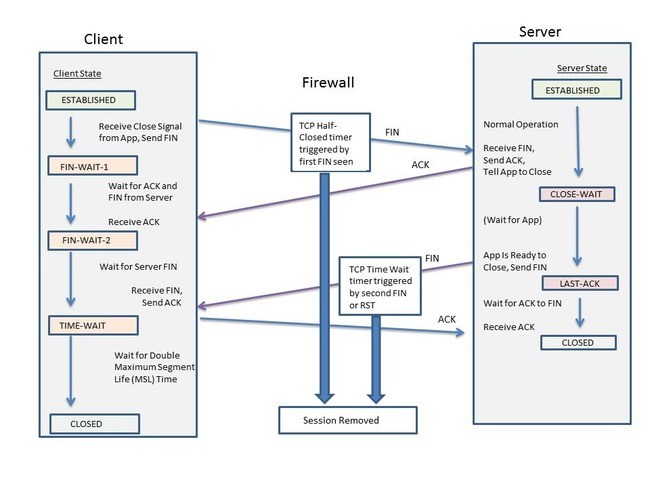 Client
Firewall
Server
Client State
ESTABLISHED
Receive Close Signal
from App, Send FIN
FIN-WAIT-1
Wait for ACK and
FIN from Server
Receive ACK
FIN-WAIT-2
Wait for Server FIN
Receive FIN,
Send ACK
TIME-WAIT
Wait for Double
Maximum Segment
Life (MSL) Time
CLOSED
TCP Half-
Closed timer
triggered by
first FIN seen
FIN
ACK
TCP Time Wait
timer triggered
by second FIN
or RST
FIN
ACK
Session Removed
Server State
ESTABLISHED
Normal Operation
Receive FIN,
Send ACK,
Tell App to Close
CLOSE-WAIT
(Wait for App)
App Is Ready to
Close, Send FIN
LAST-ACK
Wait for ACK to FIN
Receive ACK
CLOSED